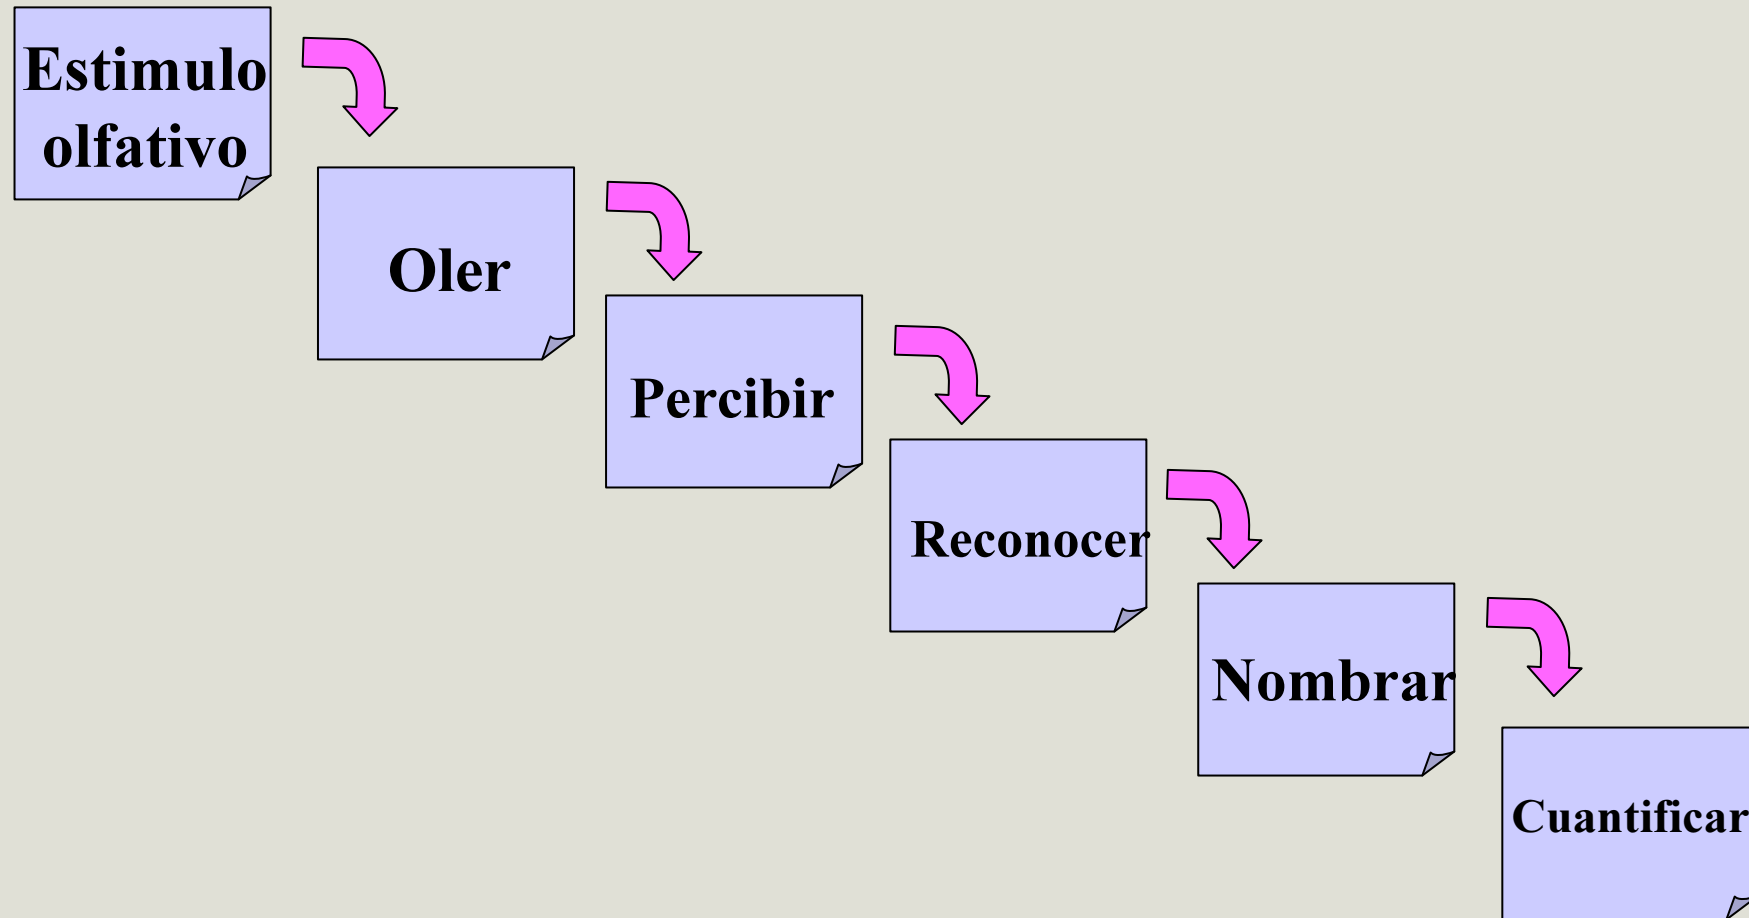 Estimulo
olfativo
Oler
Percibir
Reconocer
Nombrar
Cuantificar